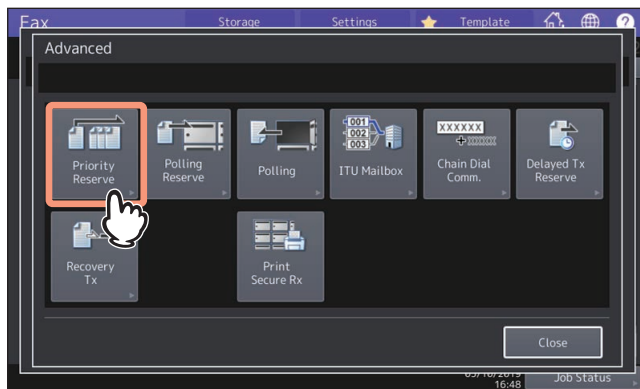 Fax
Storage
Settings
Template
?
Advanced
Priority
Reserve
Polling
Reserve
Polling
001
002
003
ITU Mailbox
XXXXXX
+XXXXXX
Chain Dial
Comm.
Delayed Tx
Reserve
Recovery
Tx
Print
Secure Rx
Close
16:48
Job Status